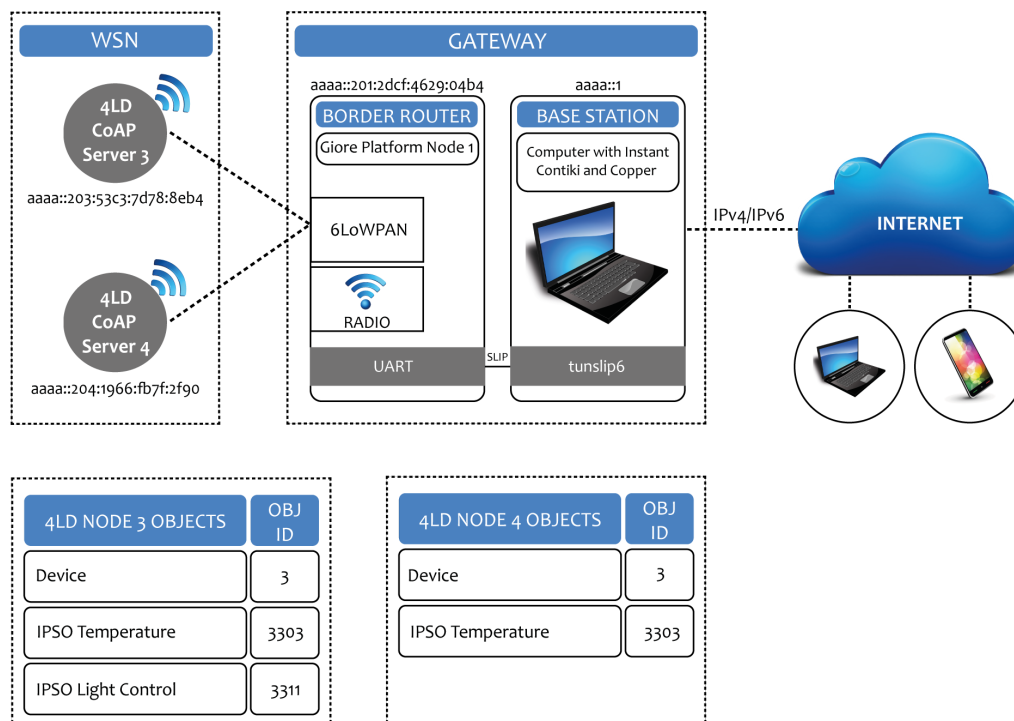 WSN
4LD
CoAP
Server 3
aaaa::203:53c3:7d78:8eb4
4LD
CoAP
Server 4
aaaa::204:1966:fb7f:2f90
GATEWAY
aaaa::201:2dcf:4629:04b4
BORDER ROUTER
Giore Platform Node 1
6LoWPAN
RADIO
UART
SLIP
aaaa::1
BASE STATION
Computer with Instant
Contiki and Copper
tunslip6
IPv4/IPv6
INTERNET
4LD NODE 3 OBJECTS
OBJ
ID
Device
3
IPSO Temperature
3303
IPSO Light Control
3311
4LD NODE 4 OBJECTS
OBJ
ID
Device
3
IPSO Temperature
3303